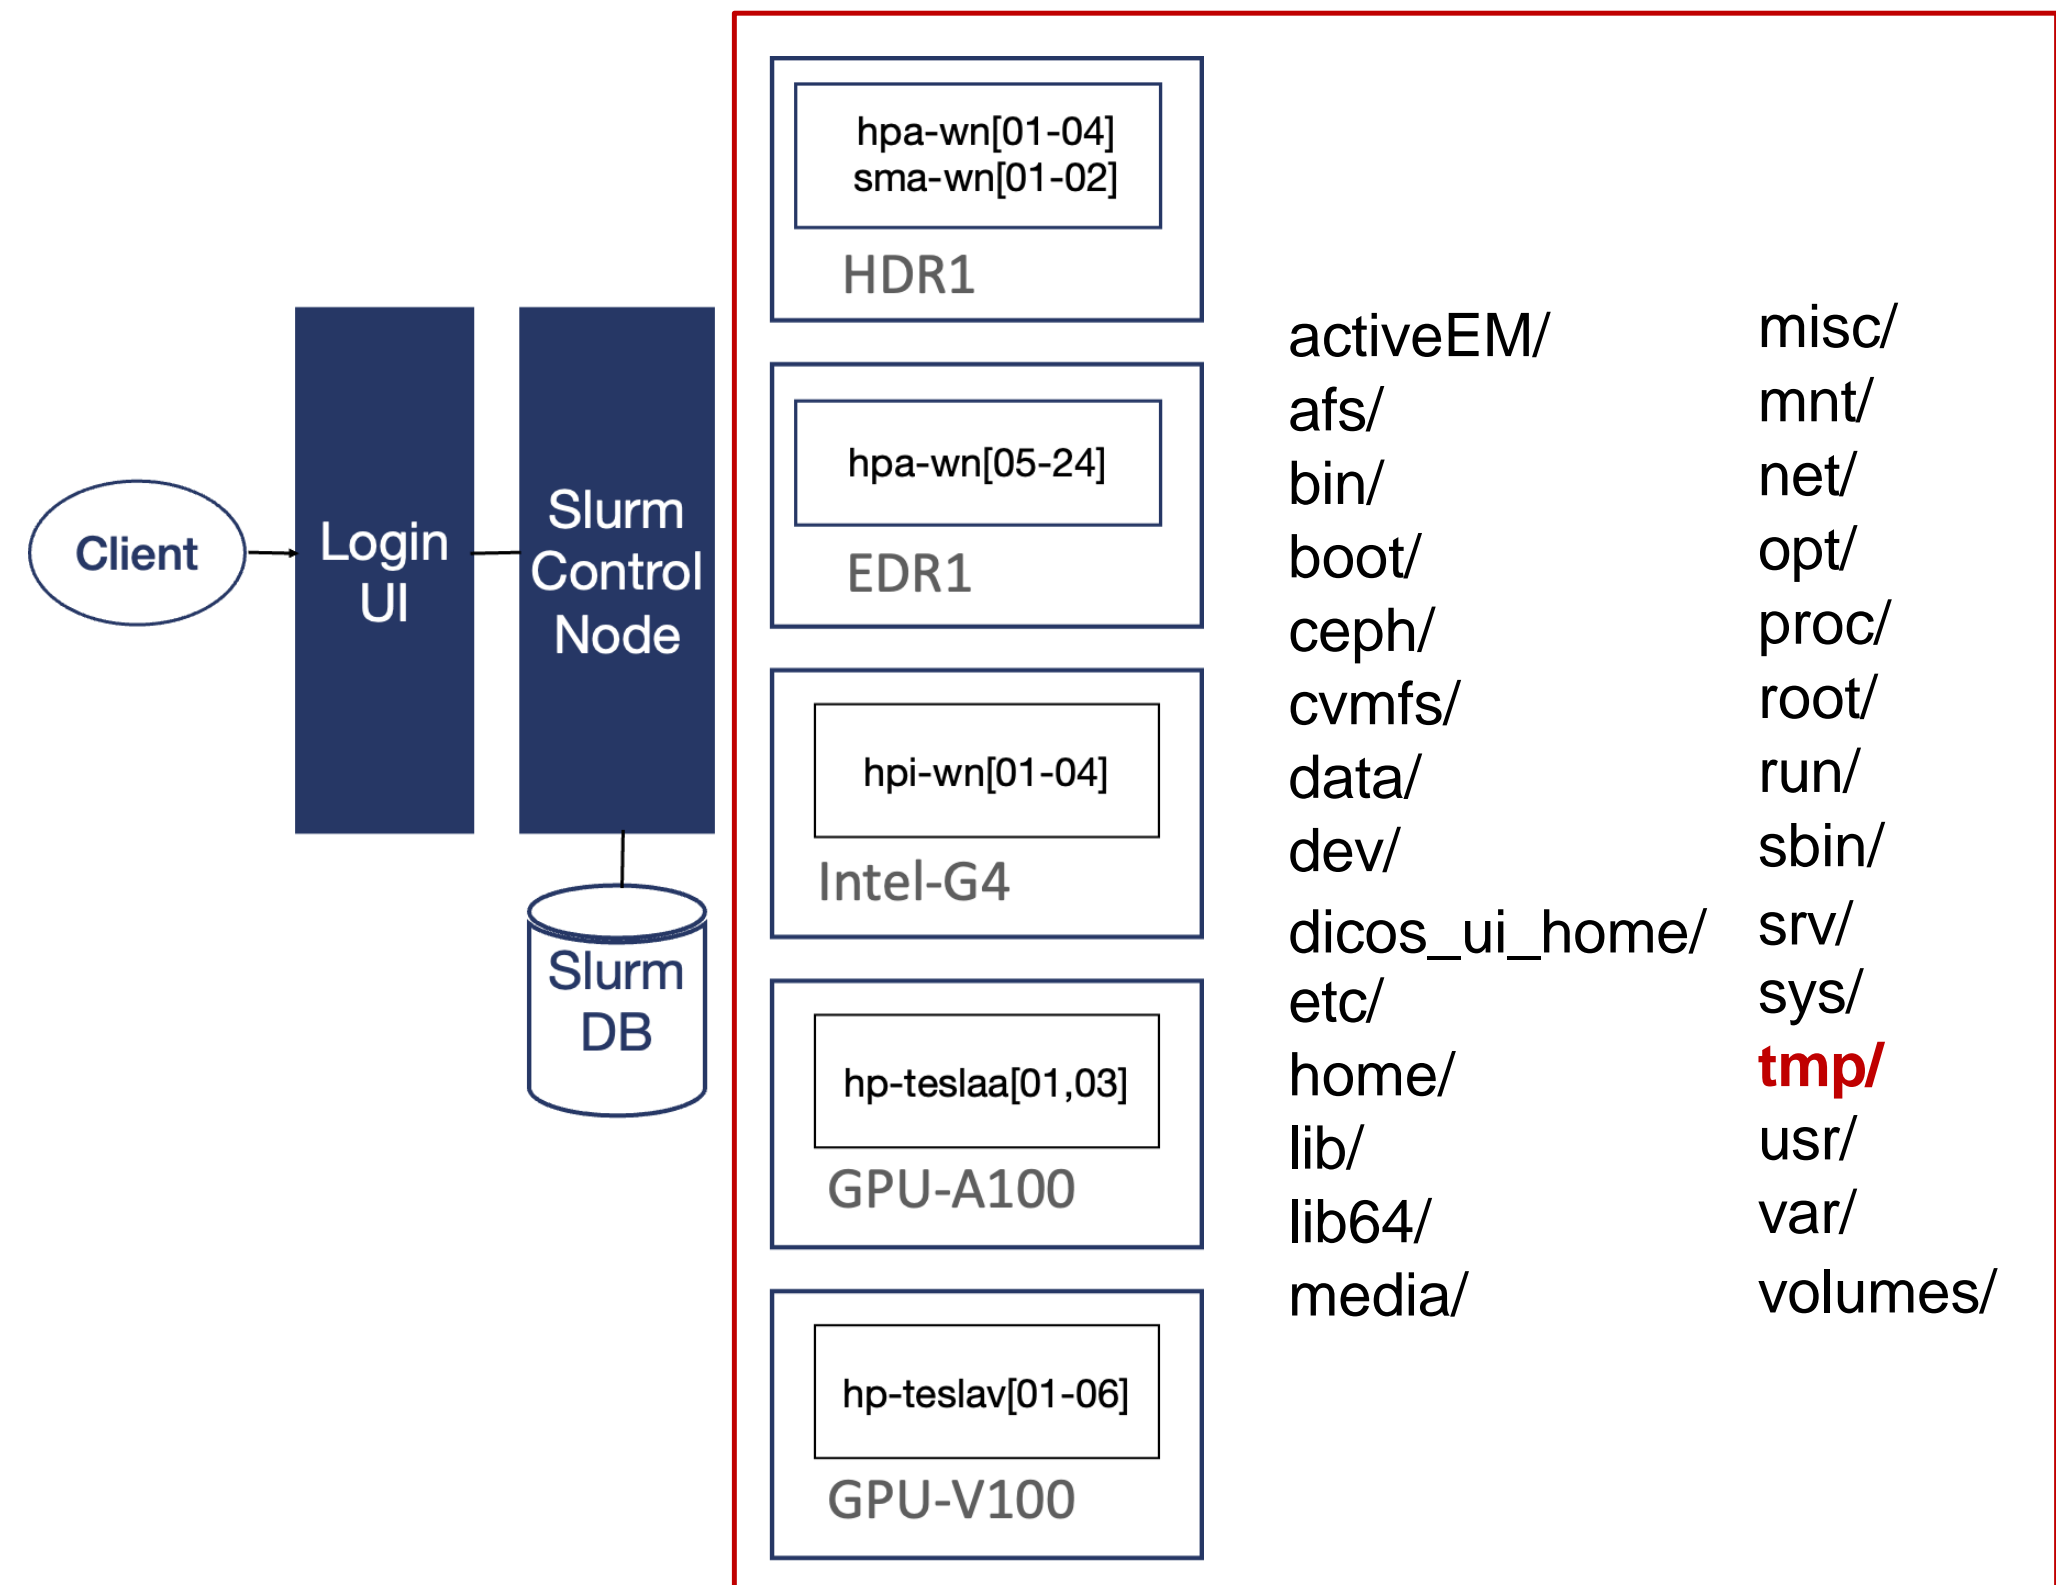 Client
Login
UI
Slurm
Control
Node
Slurm
DB
hpa-wn[01-04]
sma-wn[01-02]
HDR1
hpa-wn[05-24]
EDR1
hpi-wn[01-04]
Intel-G4
hp-teslaa[01,03]
GPU-A100
hp-teslav[01-06]
GPU-V100
activeEM/
afs/
bin/
boot/
ceph/
cvmfs/
data/
dev/
dicos_ui_home/
etc/
home/
lib/
lib64/
media/
misc/
mnt/
net/
opt/
proc/
root/
run/
sbin/
srv/
sys/
tmp/
usr/
var/
volumes/